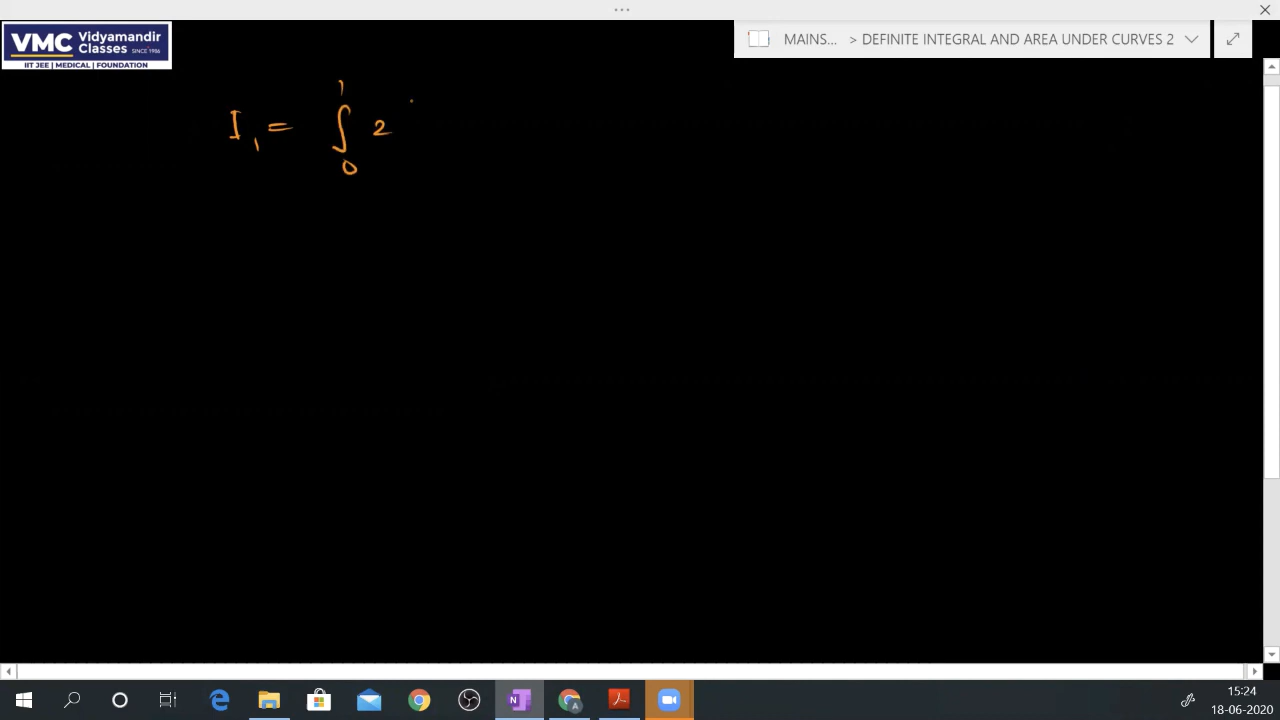 VMC Vidyamandir Classes SINCE 1986
IIT JEE | MEDICAL | FOUNDATION
MAINS... > DEFINITE INTEGRAL AND AREA UNDER CURVES 2
I₁ = ∫₀¹ 2
15:24
18-06-2020